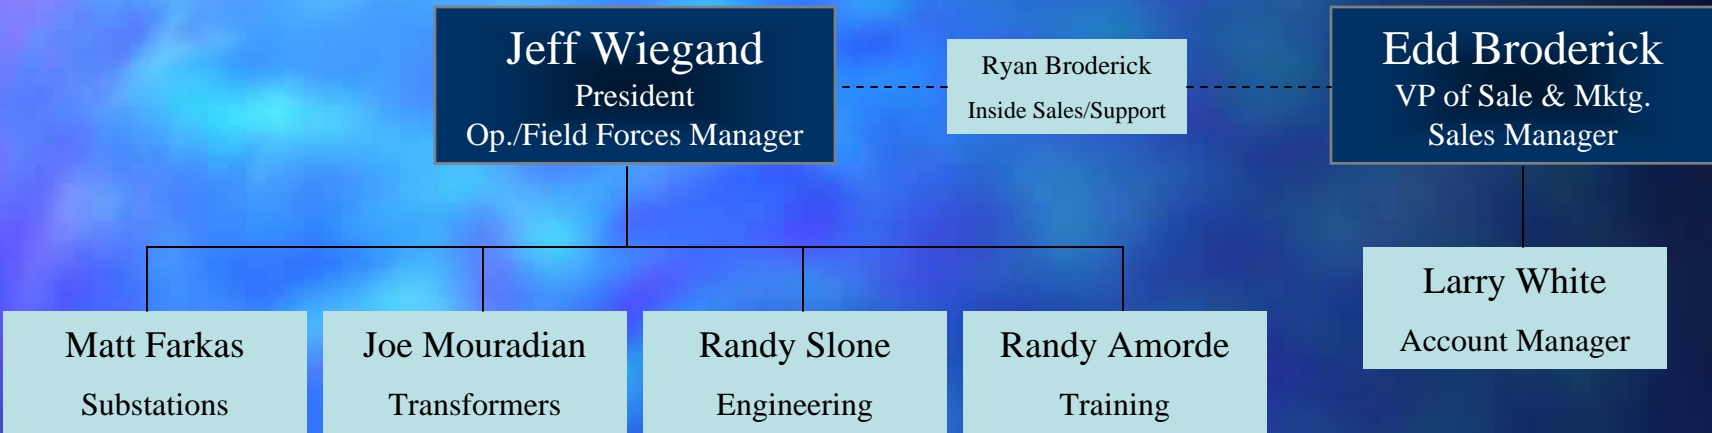 Jeff Wiegand
President
Op./Field Forces Manager
Ryan Broderick
Inside Sales/Support
Edd Broderick
VP of Sale & Mktg.
Sales Manager
Matt Farkas
Substations
Joe Mouradian
Transformers
Randy Slone
Engineering
Randy Amorde
Training
Larry White
Account Manager